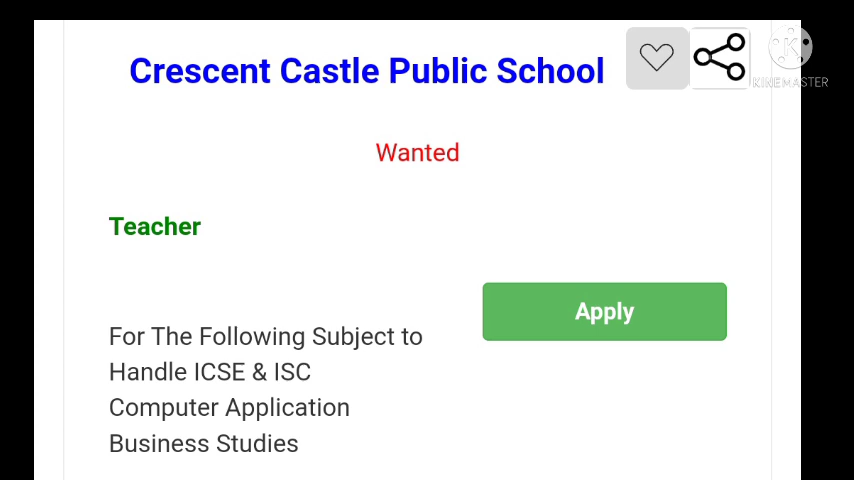 Crescent Castle Public School
K
KINEMASTER
Wanted
Teacher
Apply
For The Following Subject to
Handle ICSE & ISC
Computer Application
Business Studies